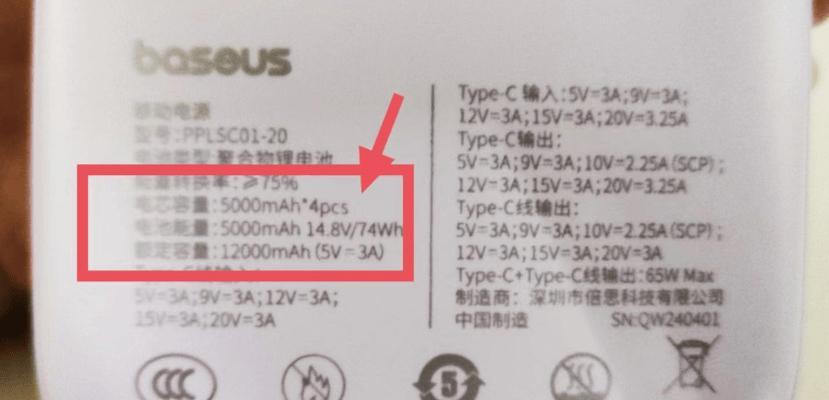 baseus
移动电源
型号:PPLSC01-20
电池类型:聚合物锂电池
能量转换率:≥75%
电芯容量:5000mAh*4pcs
电池能量:5000mAh 14.8V/74Wh
额定容量:12000mAh (5V⎓3A)
Type-C线输入:
5V⎓3A;9V⎓3A;12V⎓3A;
15V⎓3A;20V⎓3A
Type-C 输入:5V⎓3A;9V⎓3A;
12V⎓3A;15V⎓3A;20V⎓3.25A
Type-C输出:
5V⎓3A;9V⎓3A;10V⎓2.25A(SCP);
12V⎓3A;15V⎓3A;20V⎓3.25A
Type-C线输出:
5V⎓3A;9V⎓3A;10V⎓2.25A (SCP);
12V⎓3A;15V⎓3A;20V⎓3A
Type-C+Type-C线输出:65W Max
制造商：深圳市倍思科技有限公司
中国制造 SN:QW240401
CCC
5